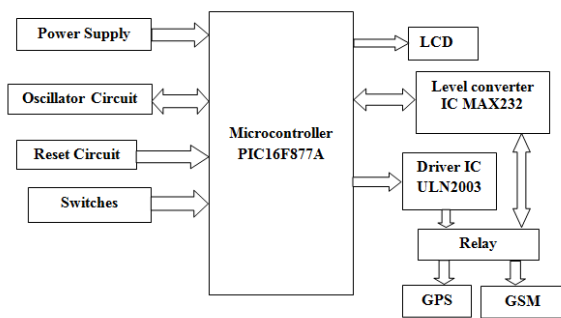 Power Supply
Oscillator Circuit
Reset Circuit
Switches
Microcontroller
PIC16F877A
LCD
Level converter
IC MAX232
Driver IC
ULN2003
Relay
GPS
GSM